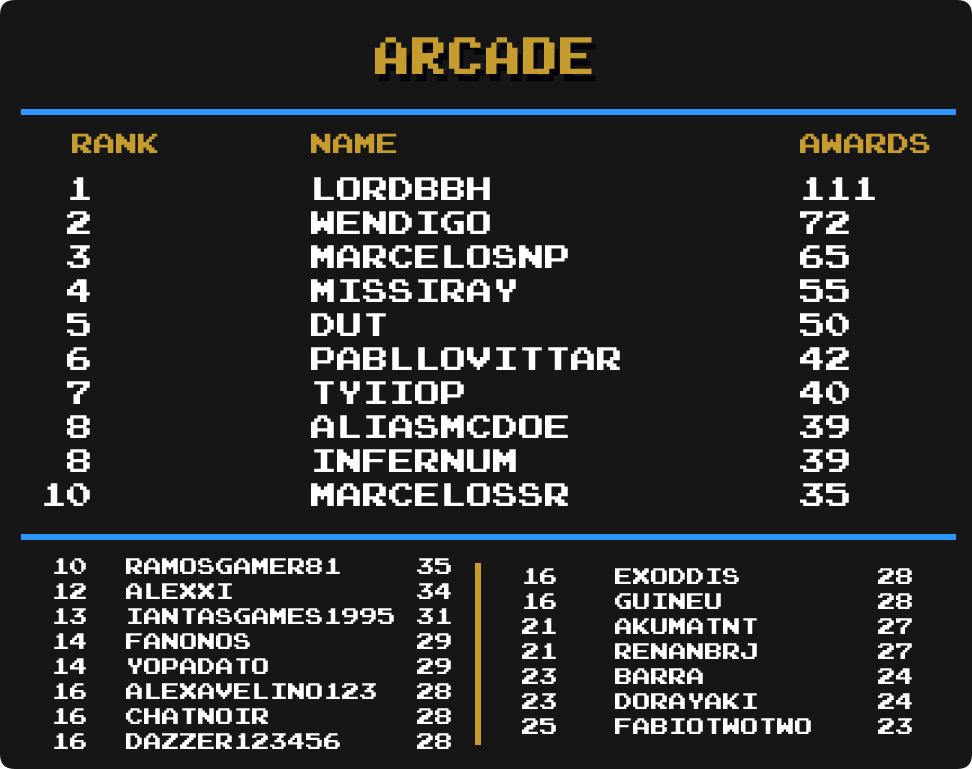 ARCADE
RANK NAME AWARDS
1 LORDBBH 111
2 WENDIGO 72
3 MARCELOSNP 65
4 MISSIRAY 55
5 DUT 50
6 PABLLOVITTAR 42
7 TYIIOP 40
8 ALIASMCDOE 39
8 INFERNUM 39
10 MARCELOSSR 35
10 RAMOSGAMER81 35
12 ALEXXI 34
13 IANTASGAMES1995 31
14 FANONOS 29
14 YOPADATO 29
16 ALEXAVELINO123 28
16 CHATNOIR 28
16 DAZZER123456 28
16 EXODDIS 28
16 GUINEU 28
21 AKUMATNT 27
21 RENANBRJ 27
23 BARRA 24
23 DORAYAKI 24
25 FABIOTWOTWO 23